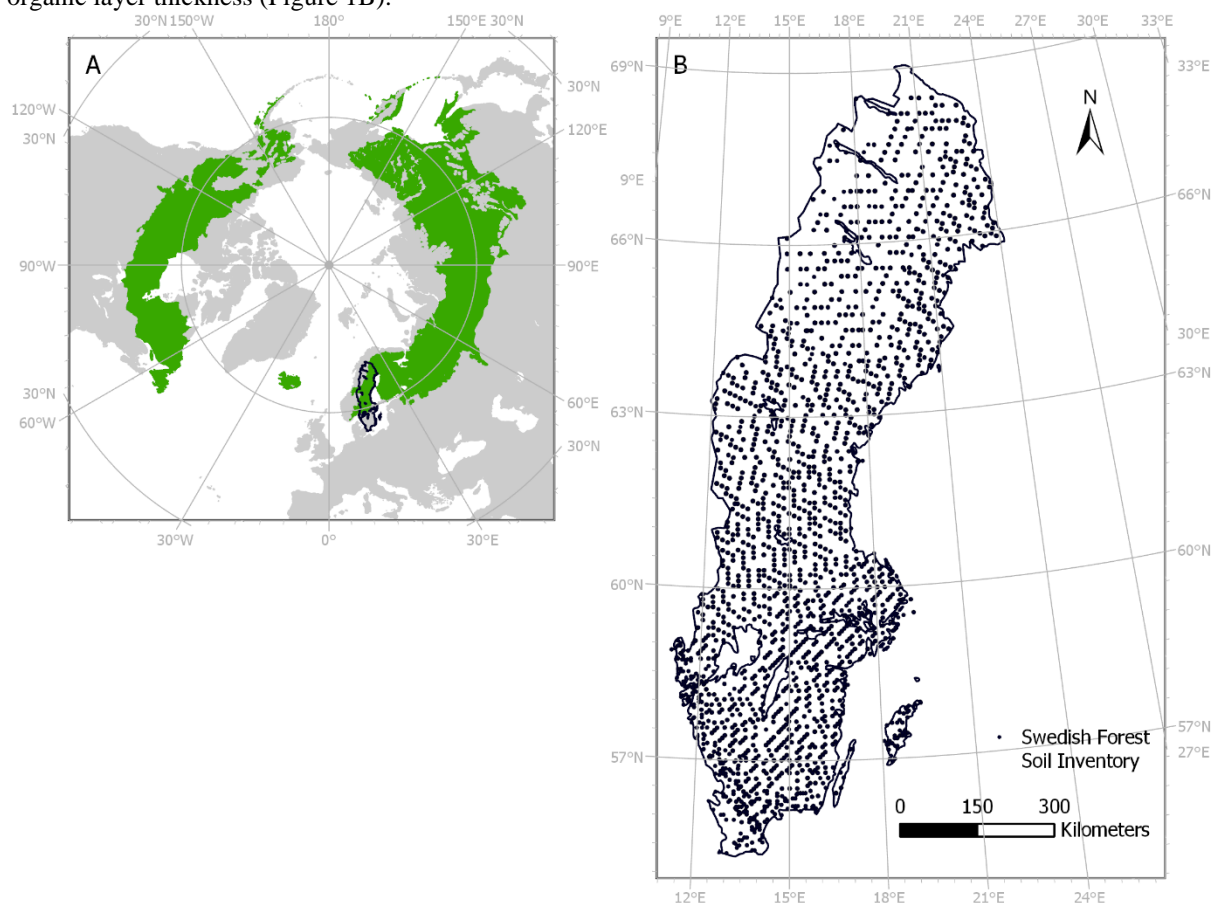 organic layer thickness (Figure 1B).
30°N 150°W 180° 150°E 30°N
A
120°W
30°N
90°W
30°N
60°W
30°N
120°E
90°E
60°E
30°N
30°W 0° 30°E
9°E 12°E 15°E 18°E 21°E 24°E 27°E 30°E 33°E
B
69°N
9°E
66°N
63°N
60°N
57°N
N
33°E
66°N
30°E
63°N
60°N
57°N
27°E
Swedish Forest
Soil Inventory
0 150 300
Kilometers
12°E 15°E 18°E 21°E 24°E